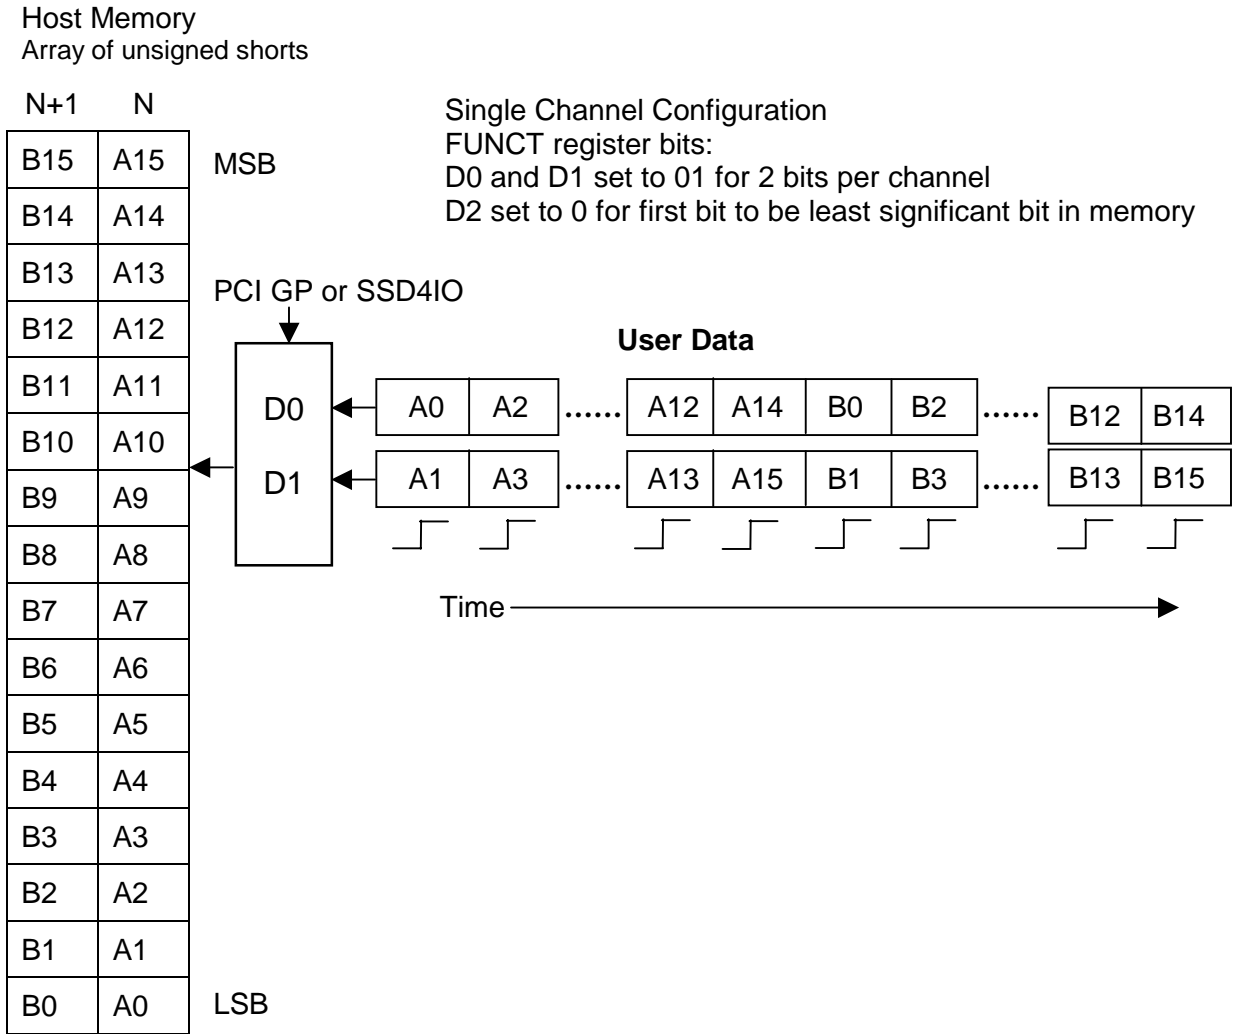 Host Memory
Array of unsigned shorts
N+1 N
Single Channel Configuration
FUNCT register bits:
D0 and D1 set to 01 for 2 bits per channel
D2 set to 0 for first bit to be least significant bit in memory
B15 A15 MSB
B14 A14
B13 A13
B12 A12
B11 A11
B10 A10
B9 A9
B8 A8
B7 A7
B6 A6
B5 A5
B4 A4
B3 A3
B2 A2
B1 A1
B0 A0 LSB
PCI GP or SSD4IO
User Data
D0 A0 A2 ...... A12 A14 B0 B2 ...... B12 B14
D1 A1 A3 ...... A13 A15 B1 B3 ...... B13 B15
Time